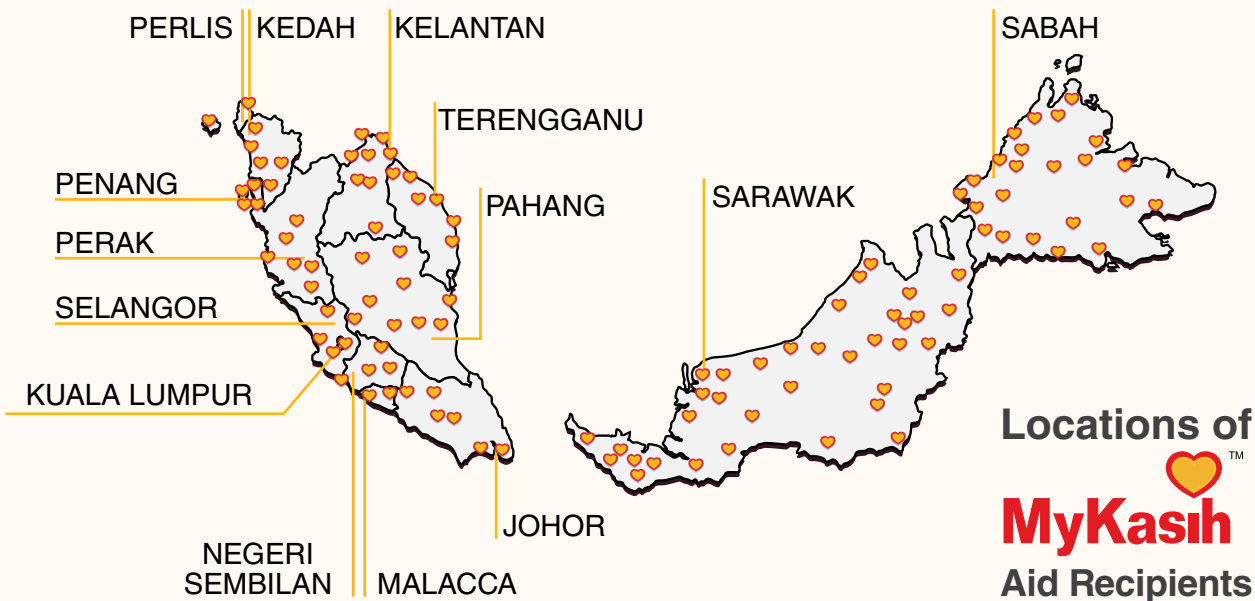 PERLIS
KEDAH
KELANTAN
SABAH
TERENGGANU
PENANG
PAHANG
SARAWAK
PERAK
SELANGOR
KUALA LUMPUR
JOHOR
NEGERI
SEMBILAN
MALACCA
Locations of
™
MyKasih
Aid Recipients